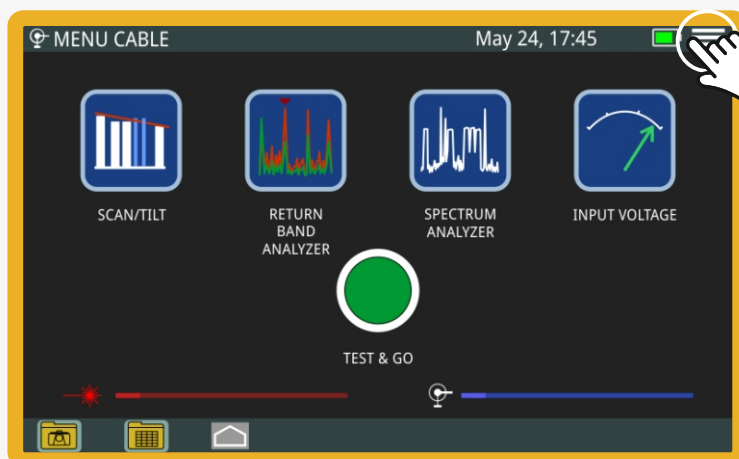 MENU CABLE
May 24, 17:45
SCAN/TILT
RETURN
BAND
ANALYZER
SPECTRUM
ANALYZER
INPUT VOLTAGE
TEST & GO